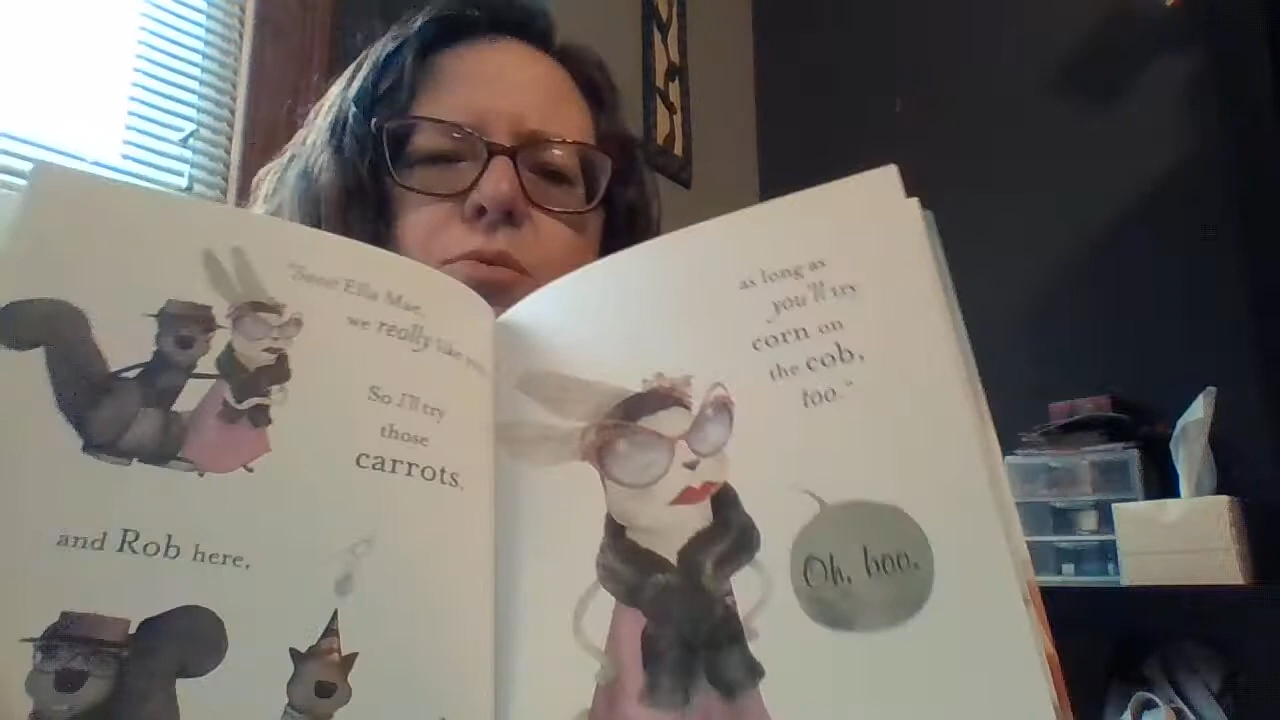 Ella Mae,
we really like you.
So I'll try
those
carrots,
and Rob here,
as long as
you'll try
corn on
the cob,
too."
Oh, boo.